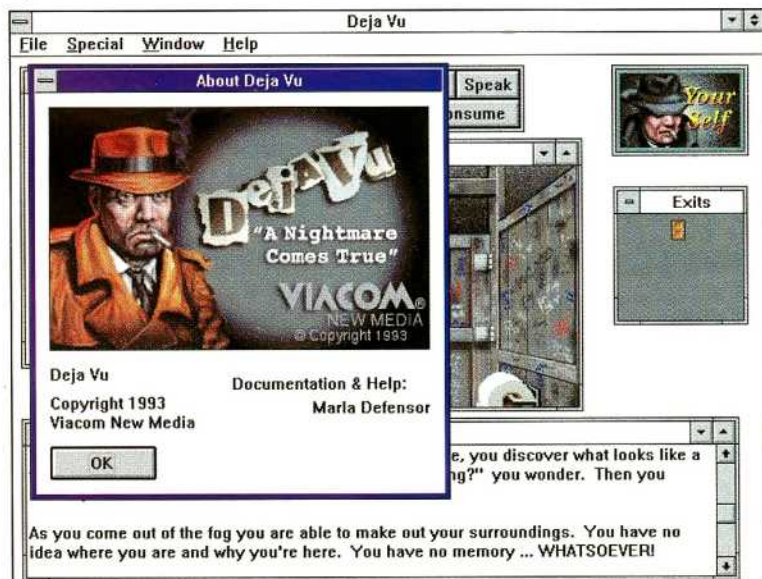 Deja Vu
File Special Window Help
About Deja Vu
Speak
onsume
Your
Self
Exits
DejaVu
"A Nightmare
Comes True"
VIACOM®
NEW MEDIA
© Copyright 1993
Deja Vu
Copyright 1993
Viacom New Media
Documentation & Help:
Marla Defensor
OK
e, you discover what looks like a
ng?" you wonder. Then you
As you come out of the fog you are able to make out your surroundings. You have no
idea where you are and why you're here. You have no memory ... WHATSOEVER!